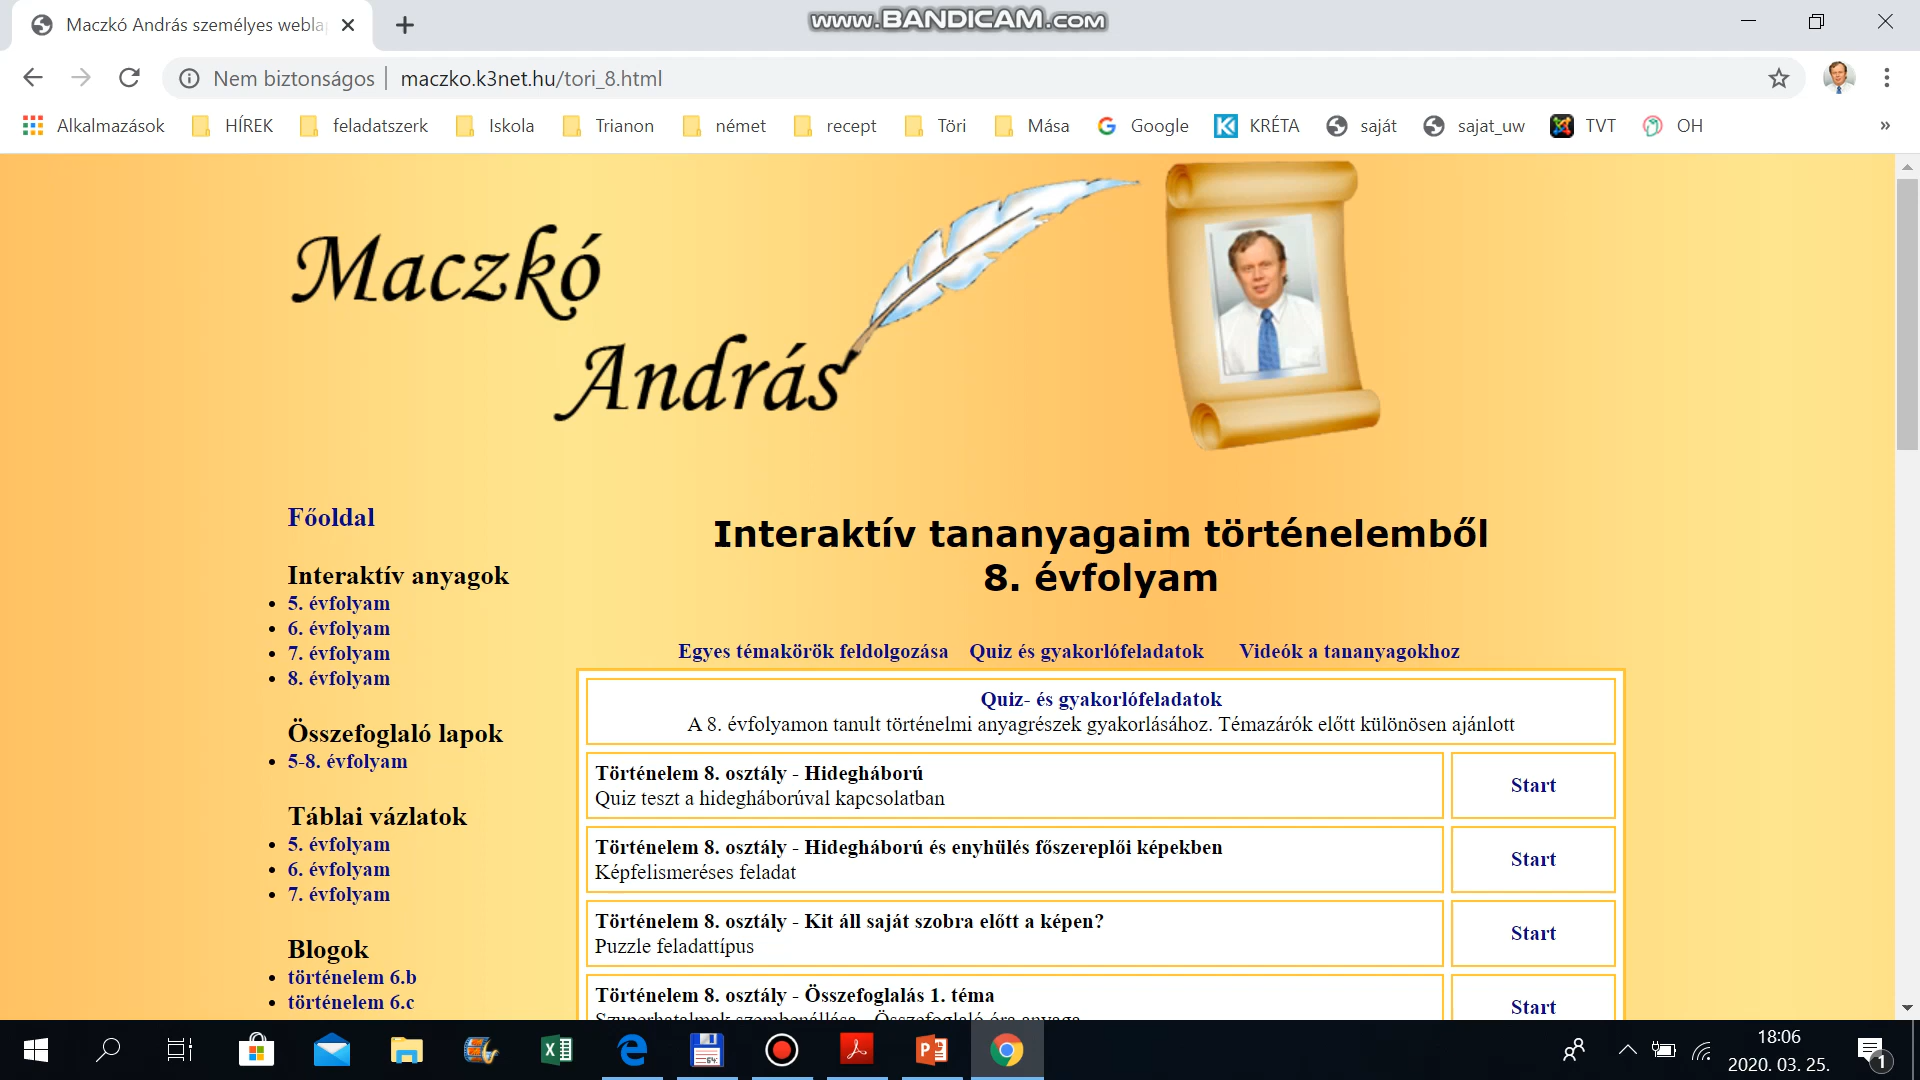 Maczkó András személyes webla
www.BANDICAM.com
Nem biztonságos
maczko.k3net.hu/tori_8.html
Alkalmazások HÍREK feladatszerk Iskola Trianon német recept Töri Mása Google KRÉTA saját sajat_uw TVT OH »
Maczkó
András
Főoldal
Interaktív anyagok
5. évfolyam
6. évfolyam
7. évfolyam
8. évfolyam
Összefoglaló lapok
5-8. évfolyam
Táblai vázlatok
5. évfolyam
6. évfolyam
7. évfolyam
Blogok
történelem 6.b
történelem 6.c
Interaktív tananyagaim történelemből
8. évfolyam
Egyes témakörök feldolgozása Quiz és gyakorlófeladatok Videók a tananyagokhoz
Quiz- és gyakorlófeladatok
A 8. évfolyamon tanult történelmi anyagrészek gyakorlásához. Témazárók előtt különösen ajánlott
Történelem 8. osztály - Hidegháború
Quiz teszt a hidegháborúval kapcsolatban
Start
Történelem 8. osztály - Hidegháború és enyhülés főszereplői képekben
Képfelismeréses feladat
Start
Történelem 8. osztály - Kit áll saját szobra előtt a képen?
Puzzle feladattípus
Start
Történelem 8. osztály - Összefoglalás 1. téma
Szuperhatalmak szembenállása - Összefoglaló óra anyaga
Start
18:06
2020. 03. 25.
1